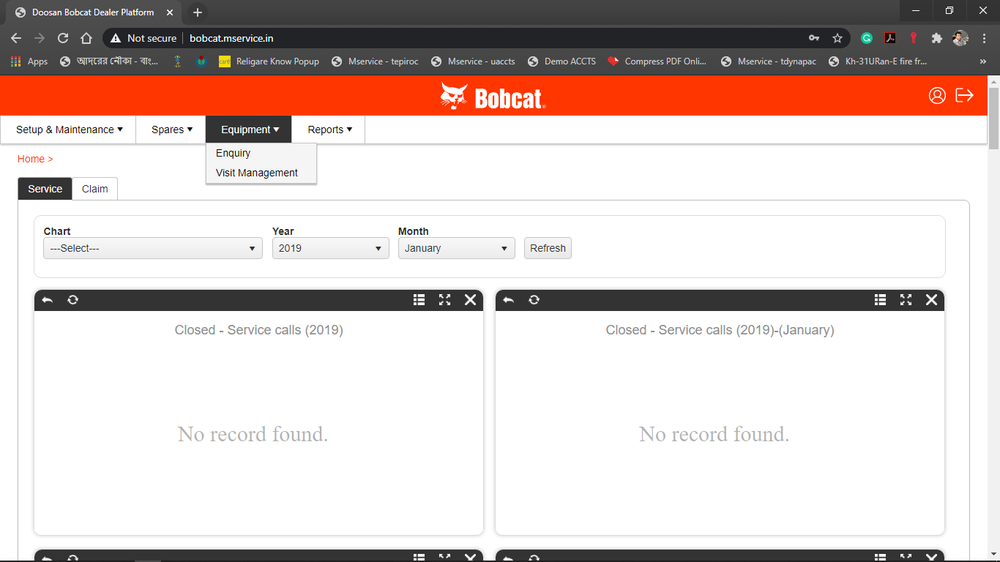 Doosan Bobcat Dealer Platform
Not secure bobcat.mservice.in
Apps আদরের নৌকা - বাং... Religare Know Popup Mservice - tepiroc Mservice - uaccts Demo ACCTS Compress PDF Onli... Mservice - tdynapac Kh-31URan-E fire fr...
Bobcat
Setup & Maintenance Spares Equipment Reports
Enquiry
Home >
Visit Management
Service Claim
Chart Year Month
---Select--- 2019 January Refresh
Closed - Service calls (2019) Closed - Service calls (2019)-(January)
No record found. No record found.